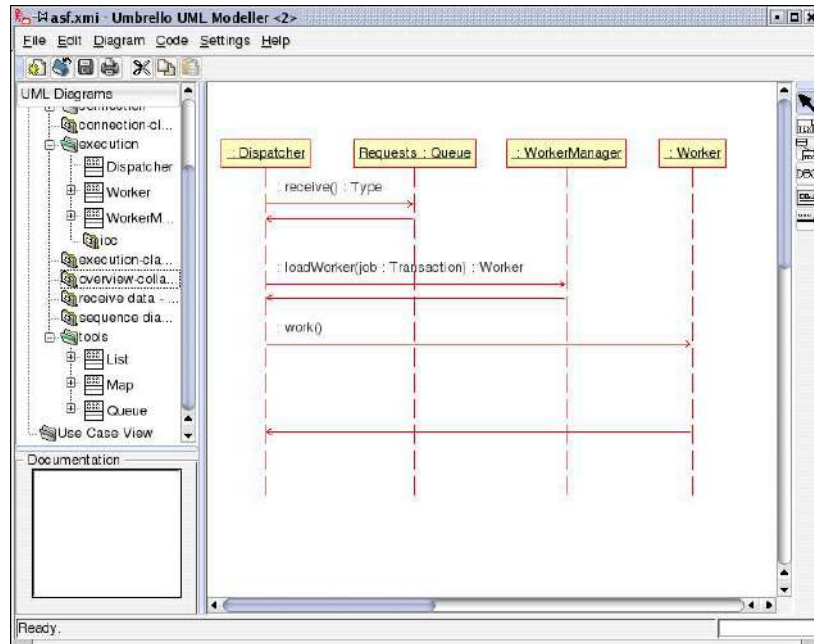 asf.xmi - Umbrello UML Modeller <2>
File Edit Diagram Code Settings Help
UML Diagrams
connection
connection-cl...
execution
Dispatcher
Worker
WorkerM...
ioc
execution-cla...
overview-colla...
receive data - ...
sequence dia...
tools
List
Map
Queue
Use Case View
Documentation
: Dispatcher
Requests : Queue
: WorkerManager
: Worker
: receive() : Type
: loadWorker(job : Transaction) : Worker
: work()
Ready.